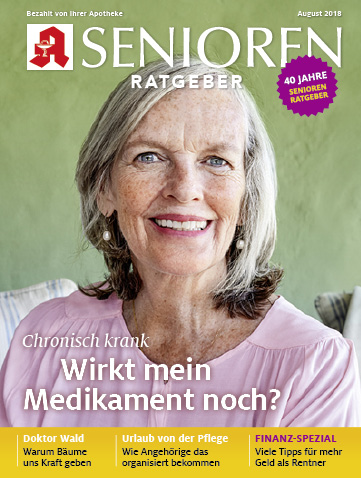 Bezahlt von Ihrer Apotheke
August 2018
SENIOREN
RATGEBER
40 JAHRE
SENIOREN
RATGEBER
Chronisch krank
Wirkt mein
Medikament noch?
Doktor Wald
Warum Bäume
uns Kraft geben
Urlaub von der Pflege
Wie Angehörige das
organisiert bekommen
FINANZ-SPEZIAL
Viele Tipps für mehr
Geld als Rentner